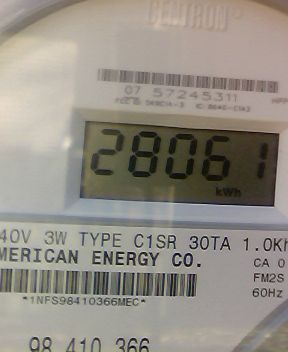 CENTRON®
07 57245311
28061
kWh
40V 3W TYPE C1SR 30TA 1.0Kh
MERICAN ENERGY CO.
CA 0
FM2S
60Hz
*1NFS98410366MEC*
98 410 366